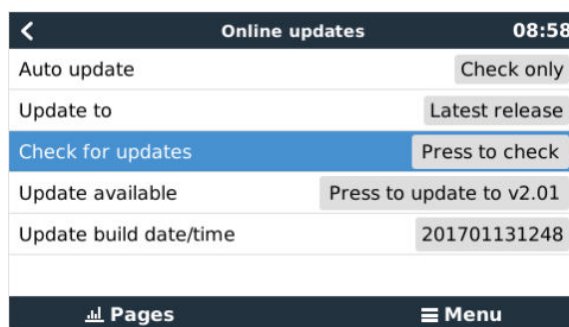 Online updates 08:58
Auto update Check only
Update to Latest release
Check for updates Press to check
Update available Press to update to v2.01
Update build date/time 201701131248
Pages Menu